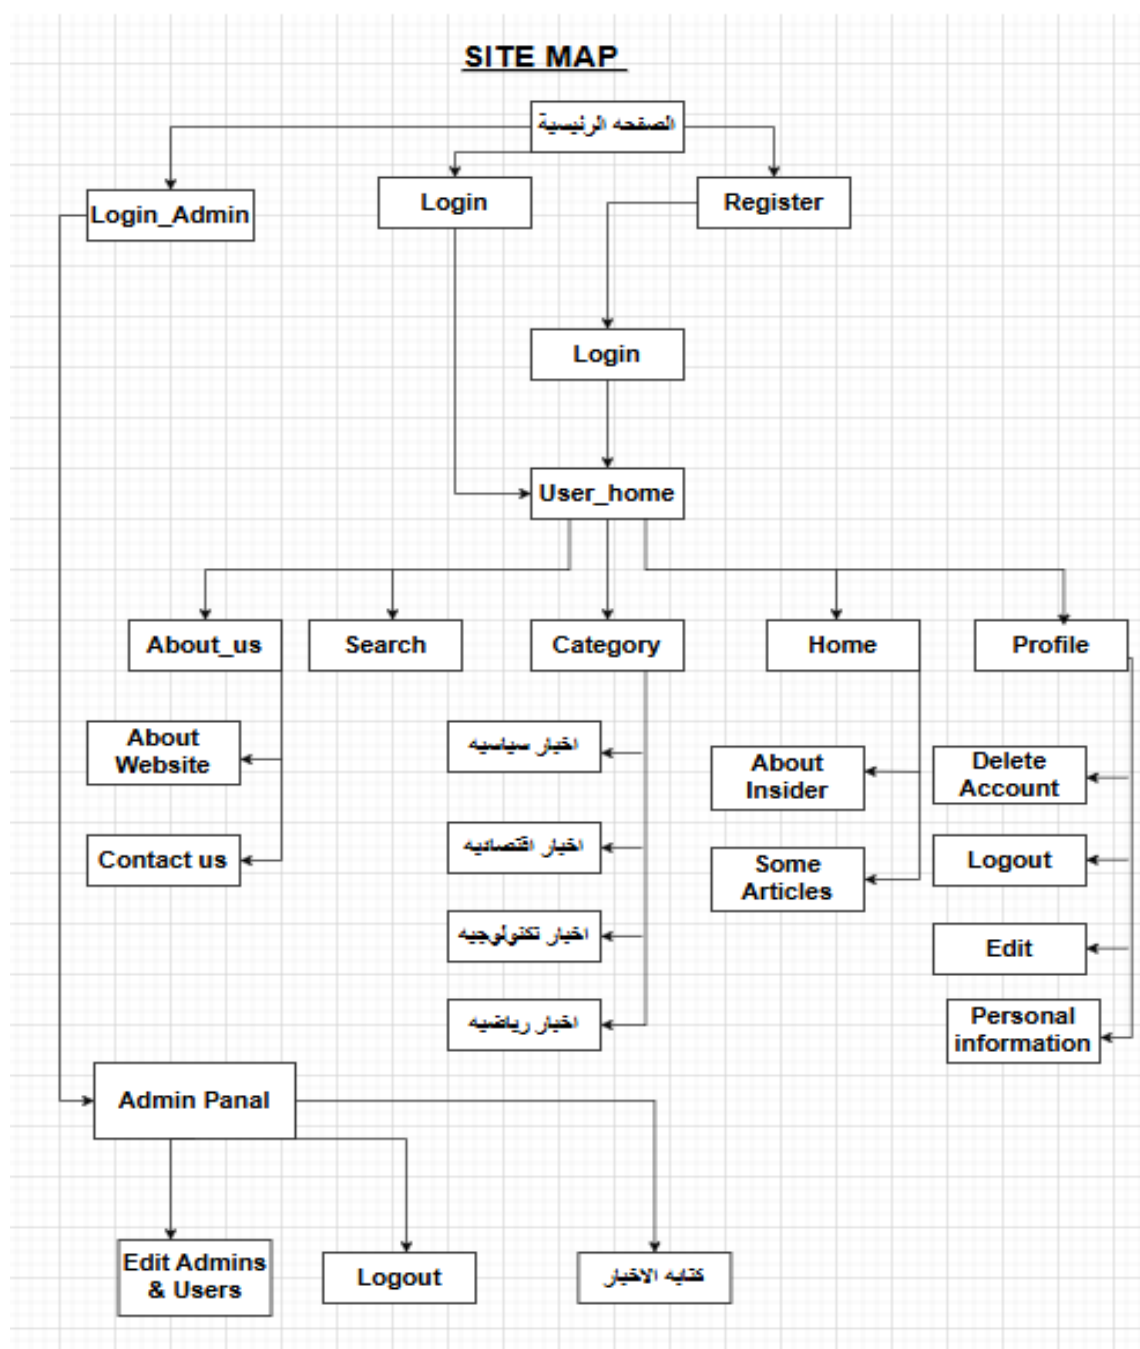 SITE MAP
الصفحه الرئيسية
Login_Admin
Login
Register
Login
User_home
About_us
Search
Category
Home
Profile
About
Website
Contact us
اخبار سياسيه
اخبار اقتصاديه
اخبار تكنولوجيه
اخبار رياضيه
About
Insider
Some
Articles
Delete
Account
Logout
Edit
Personal
information
Admin Panal
Edit Admins
& Users
Logout
كتابه الاخبار